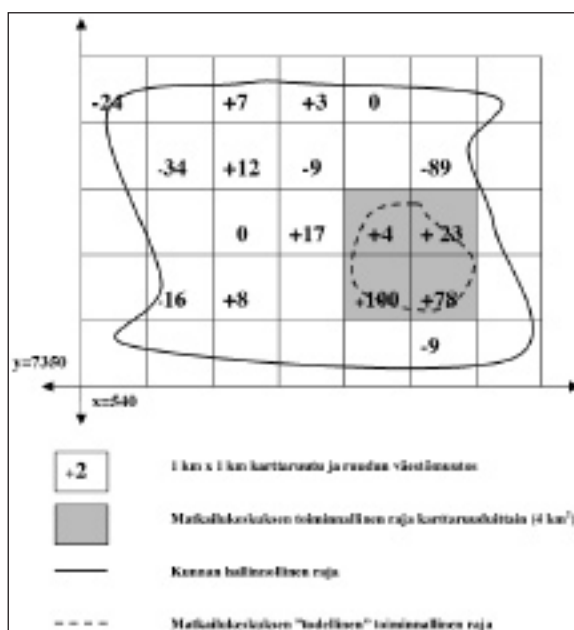 -24 +7 +3 0
-34 +12 -9 -89
0 +17 +4 +23
-16 +8 +100 +78
-9
y=7350
x=540
+2 1 km x 1 km karttaruutu ja ruudun väestömuutos
Matkailukeskuksen toiminnallinen raja karttaruuduittain (4 km²)
Kunnan hallinnollinen raja
Matkailukeskuksen "todellinen" toiminnallinen raja